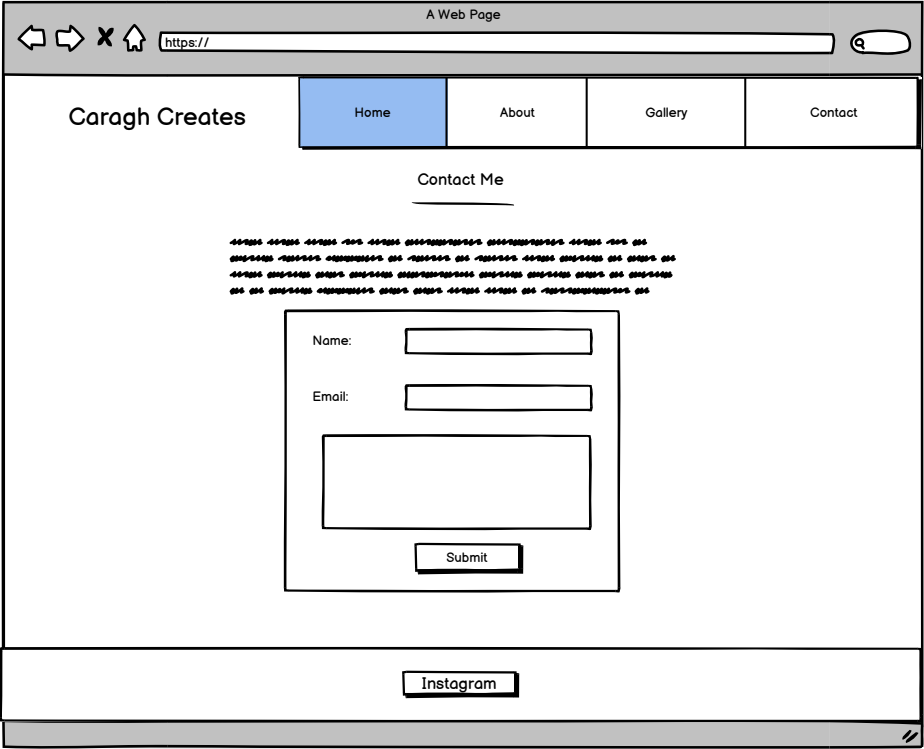 A Web Page
https://
Caragh Creates
Home About Gallery Contact
Contact Me
Name:
Email:
Submit
Instagram